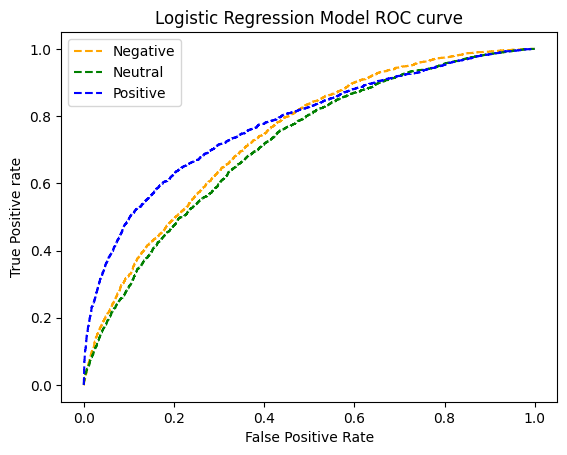 Logistic Regression Model ROC curve
Negative
Neutral
Positive
True Positive rate
1.0
0.8
0.6
0.4
0.2
0.0
0.0 0.2 0.4 0.6 0.8 1.0
False Positive Rate